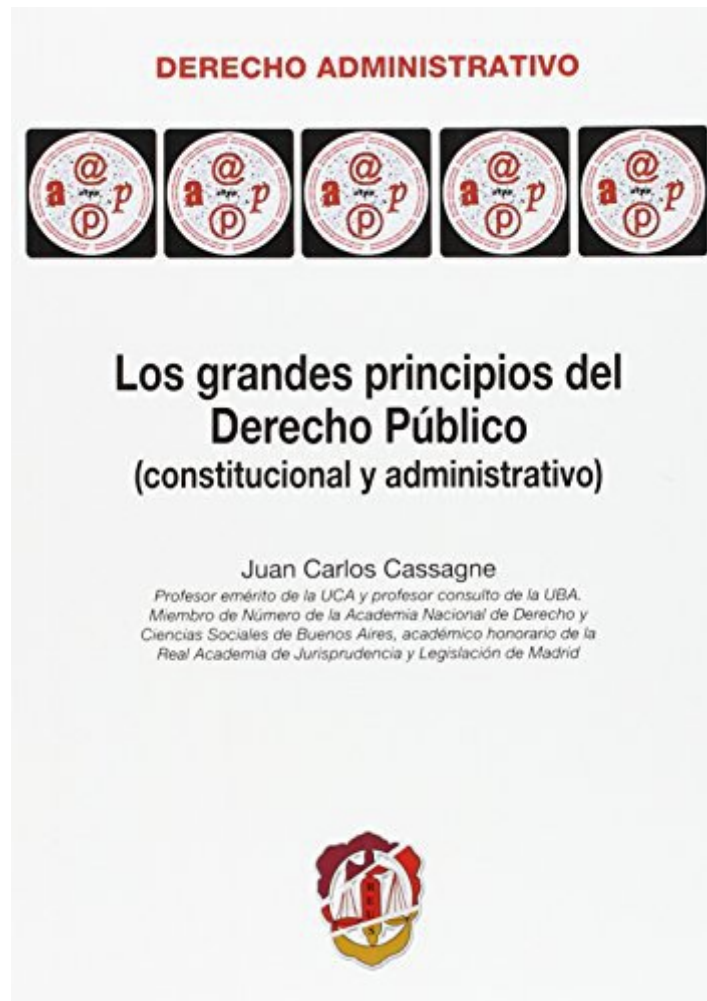 DERECHO ADMINISTRATIVO
@
a p
p
@
a p
p
@
a p
p
@
a p
p
@
a p
p
Los grandes principios del
Derecho Público
(constitucional y administrativo)
Juan Carlos Cassagne
Profesor emérito de la UCA y profesor consulto de la UBA.
Miembro de Número de la Academia Nacional de Derecho y
Ciencias Sociales de Buenos Aires, académico honorario de la
Real Academia de Jurisprudencia y Legislación de Madrid
REUS